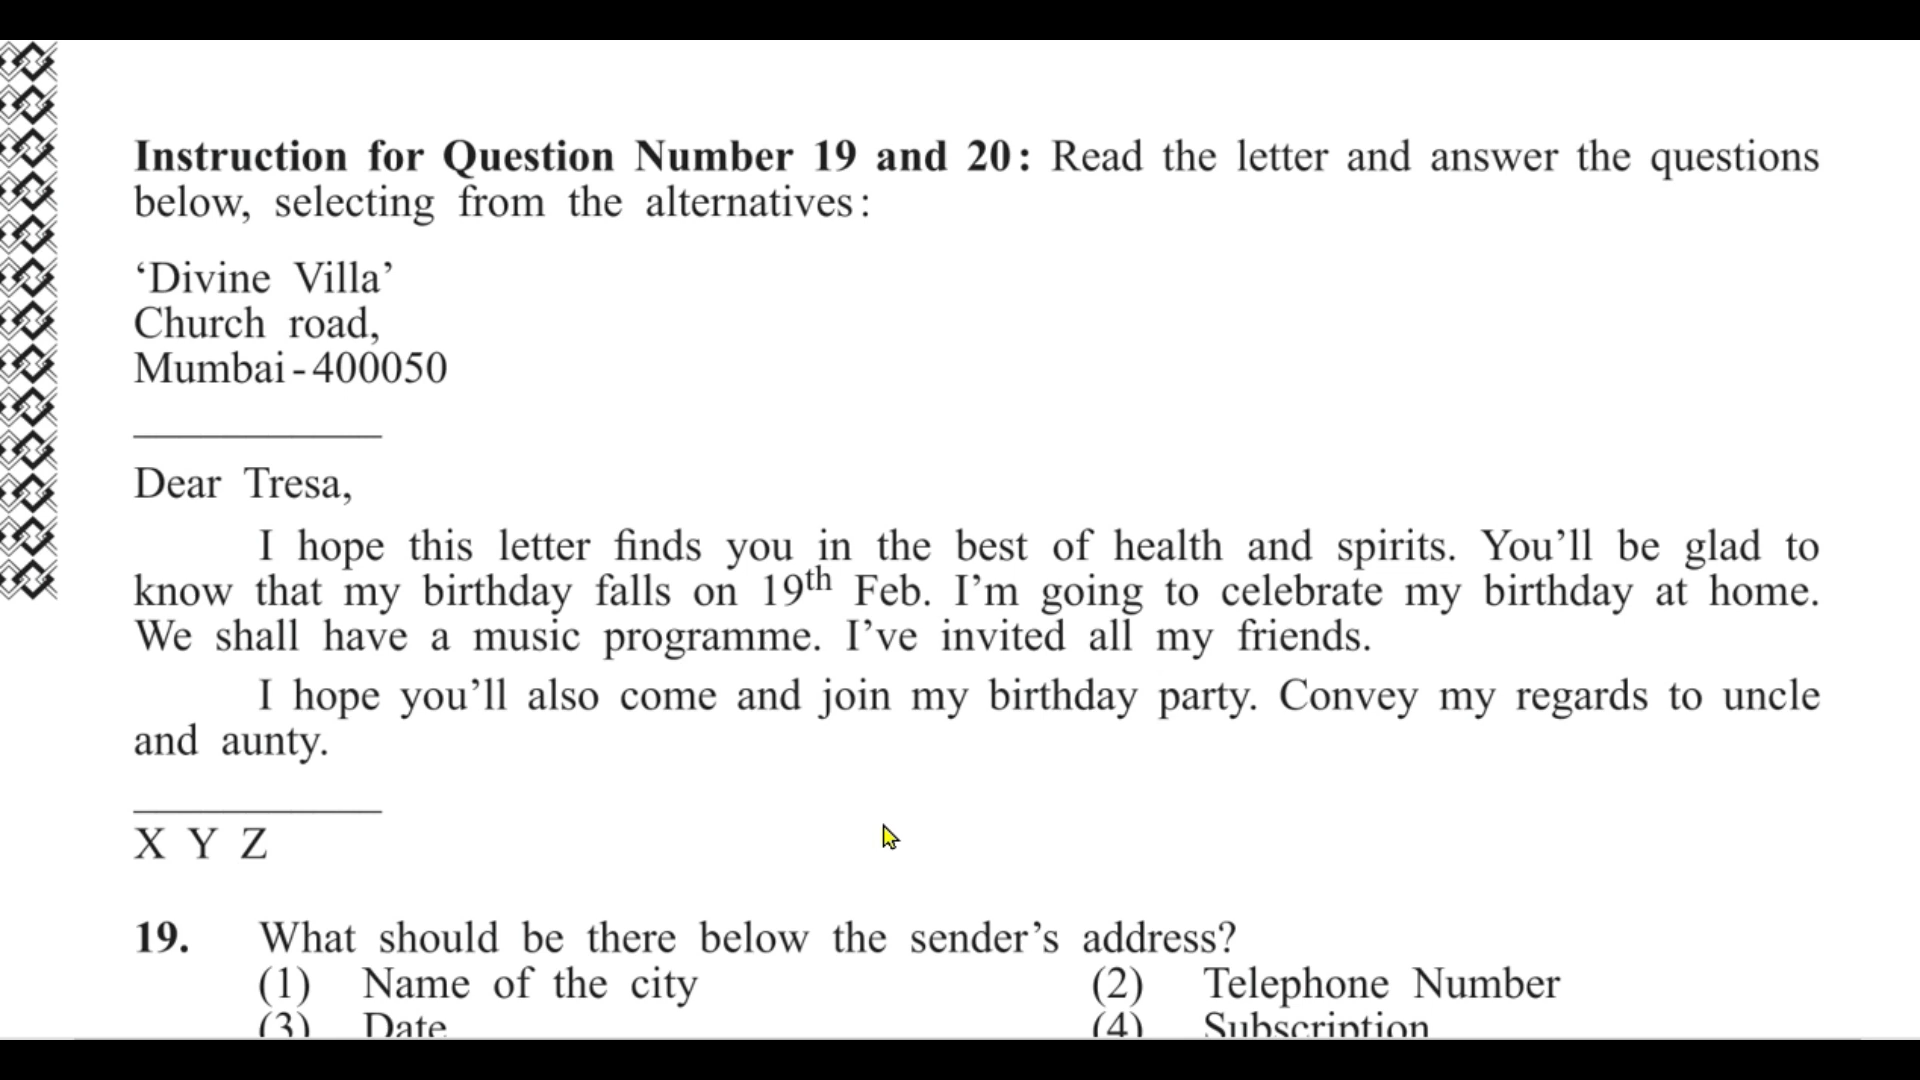 Instruction for Question Number 19 and 20: Read the letter and answer the questions
below, selecting from the alternatives:
‘Divine Villa’
Church road,
Mumbai-400050
____________
Dear Tresa,
I hope this letter finds you in the best of health and spirits. You’ll be glad to
know that my birthday falls on 19th Feb. I’m going to celebrate my birthday at home.
We shall have a music programme. I’ve invited all my friends.
I hope you’ll also come and join my birthday party. Convey my regards to uncle
and aunty.
____________
X Y Z
19. What should be there below the sender’s address?
(1) Name of the city (2) Telephone Number
(3) Date (4) Subscription